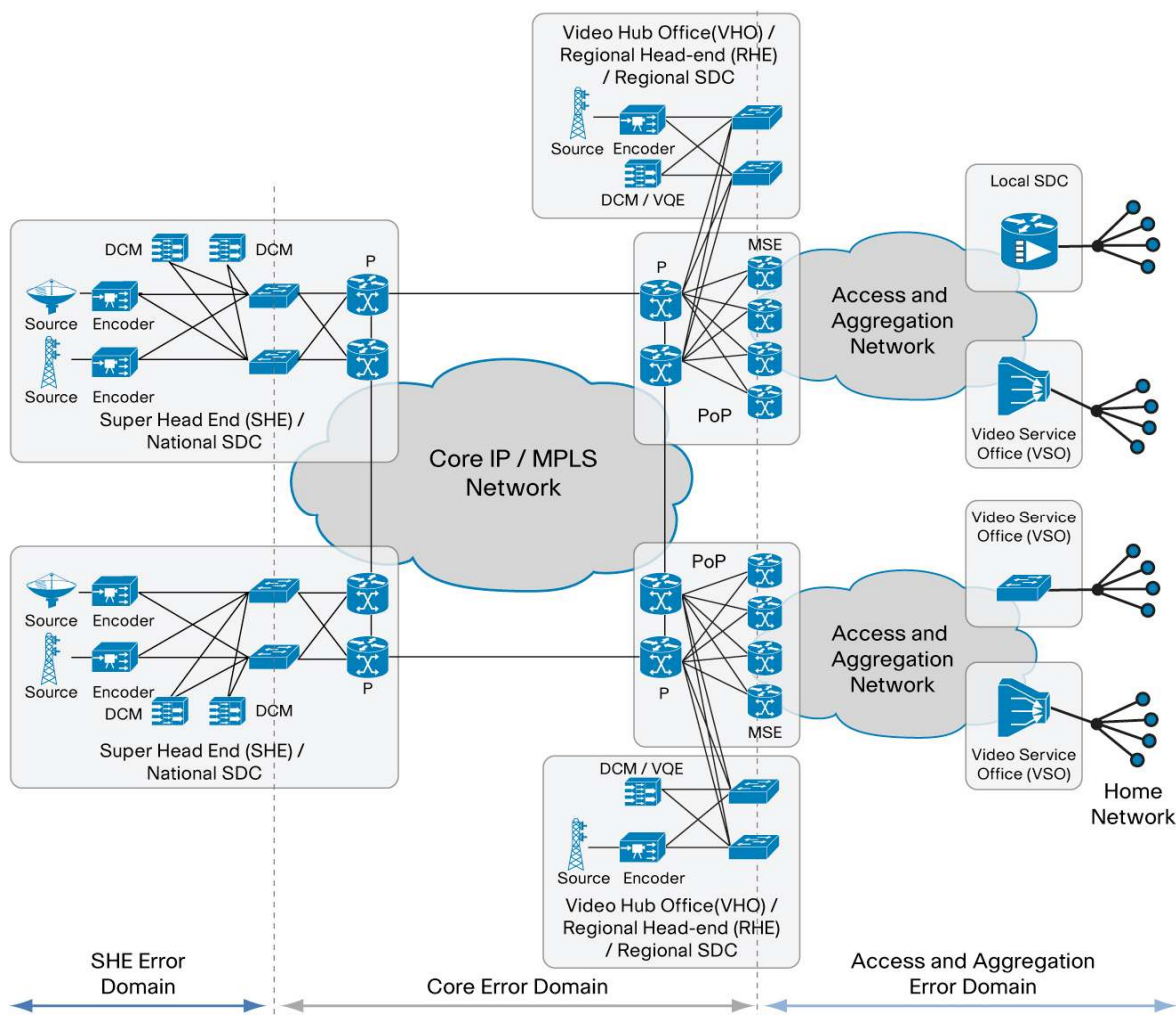 Video Hub Office(VHO) /
Regional Head-end (RHE)
/ Regional SDC
Source
Encoder
DCM / VQE
Local SDC
DCM
DCM
P
Source
Encoder
Source
Encoder
Super Head End (SHE) /
National SDC
MSE
P
PoP
Access and
Aggregation
Network
Video Service
Office (VSO)
Core IP / MPLS
Network
Source
Encoder
Source
Encoder
DCM
DCM
P
Super Head End (SHE) /
National SDC
PoP
P
MSE
Access and
Aggregation
Network
Video Service
Office (VSO)
Video Service
Office (VSO)
Home
Network
DCM / VQE
Source
Encoder
Video Hub Office(VHO) /
Regional Head-end (RHE)
/ Regional SDC
SHE Error
Domain
Core Error Domain
Access and Aggregation
Error Domain